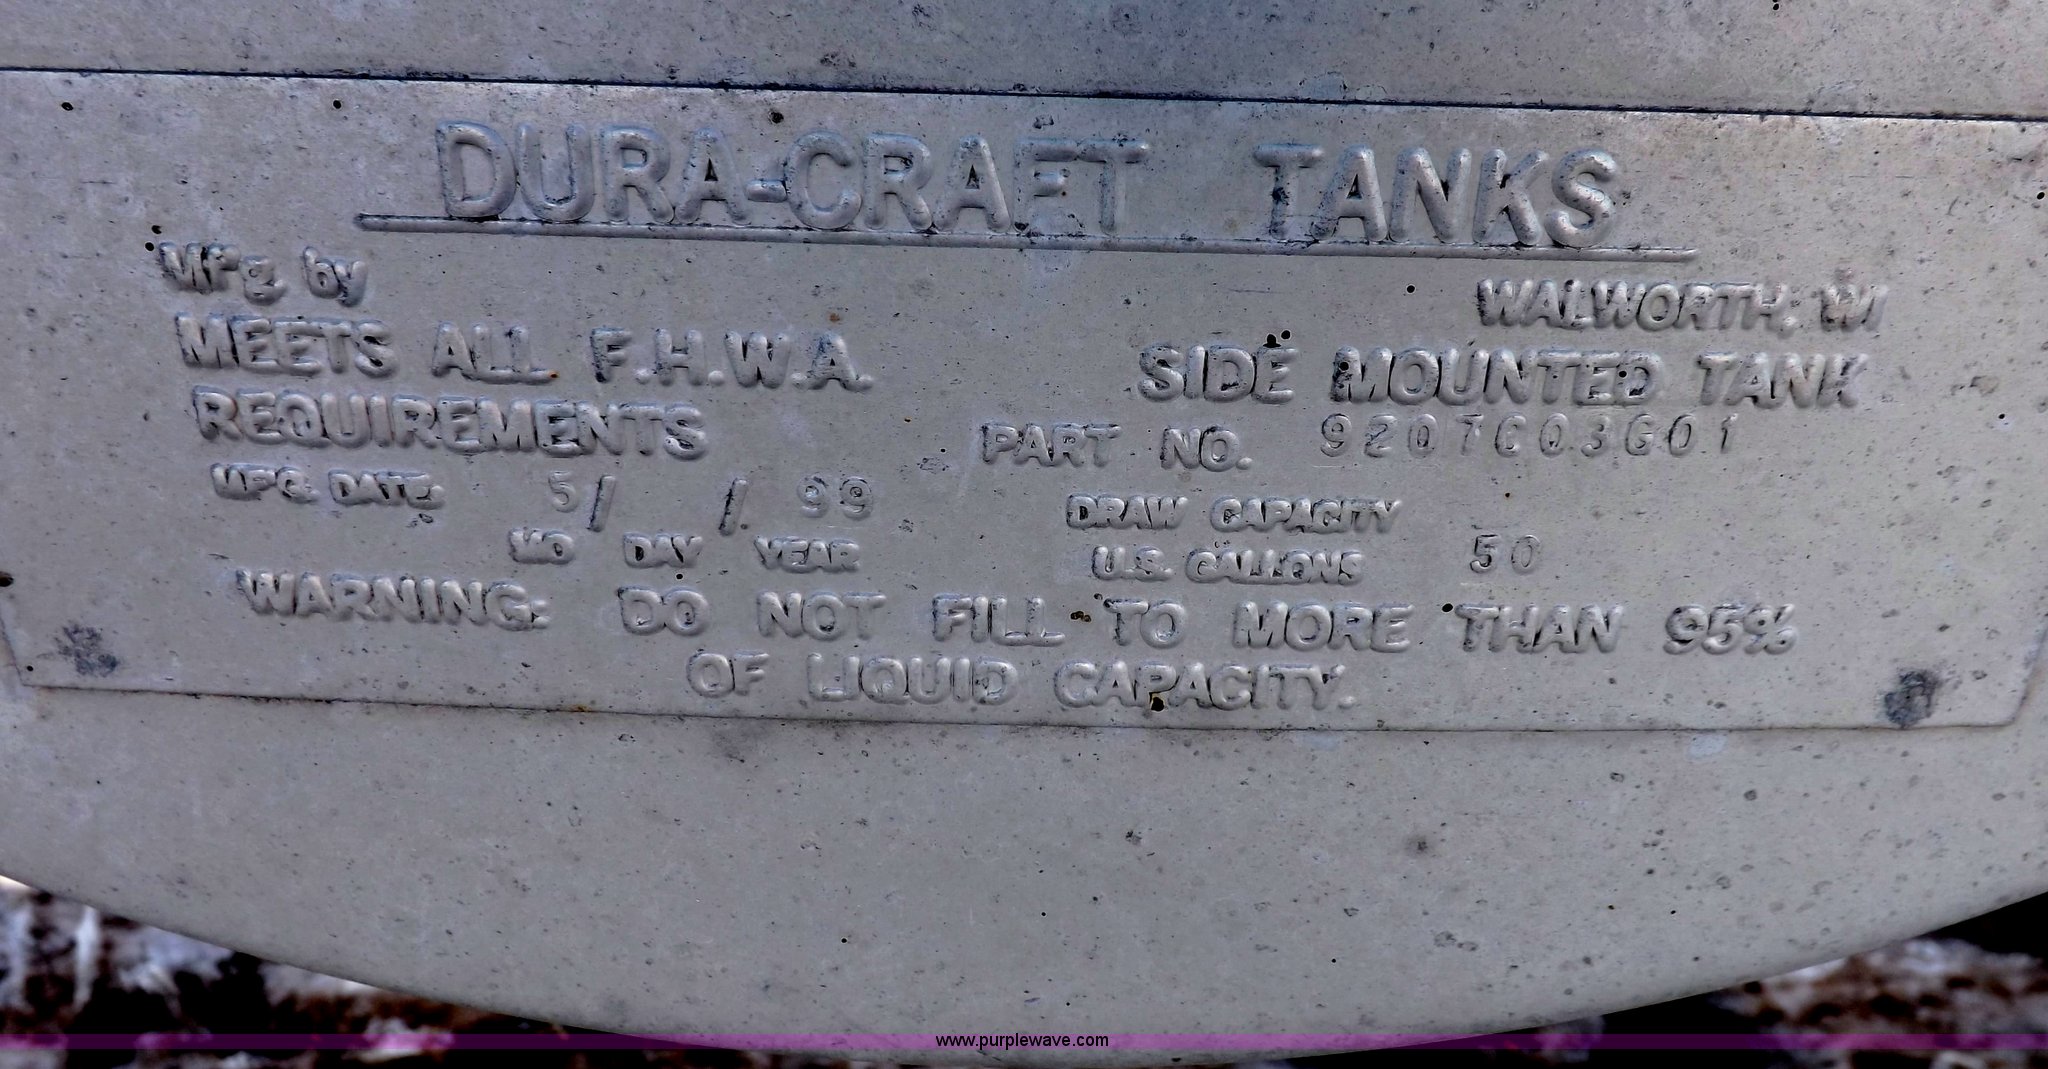 DURA-CRAFT TANKS
Mfg. by
WALWORTH, WI
MEETS ALL F.H.W.A.
REQUIREMENTS
SIDE MOUNTED TANK
PART NO. 9207C03G01
MFG. DATE: 5/ / 99
MO DAY YEAR
DRAW CAPACITY
U.S. GALLONS 50
WARNING: DO NOT FILL TO MORE THAN 95%
OF LIQUID CAPACITY.
www.purplewave.com